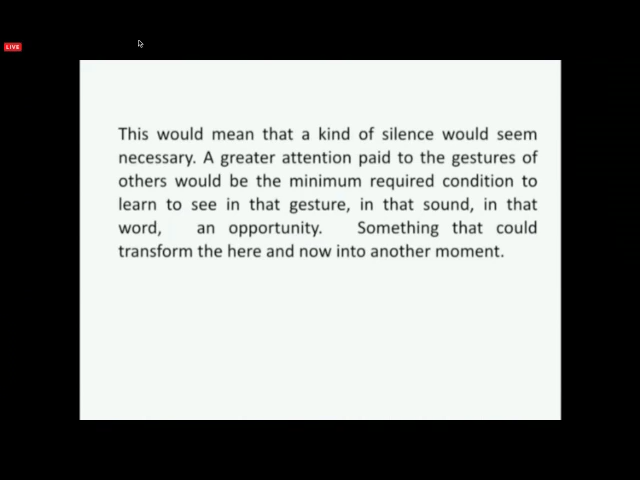 LIVE
This would mean that a kind of silence would seem
necessary. A greater attention paid to the gestures of
others would be the minimum required condition to
learn to see in that gesture, in that sound, in that
word, an opportunity. Something that could
transform the here and now into another moment.